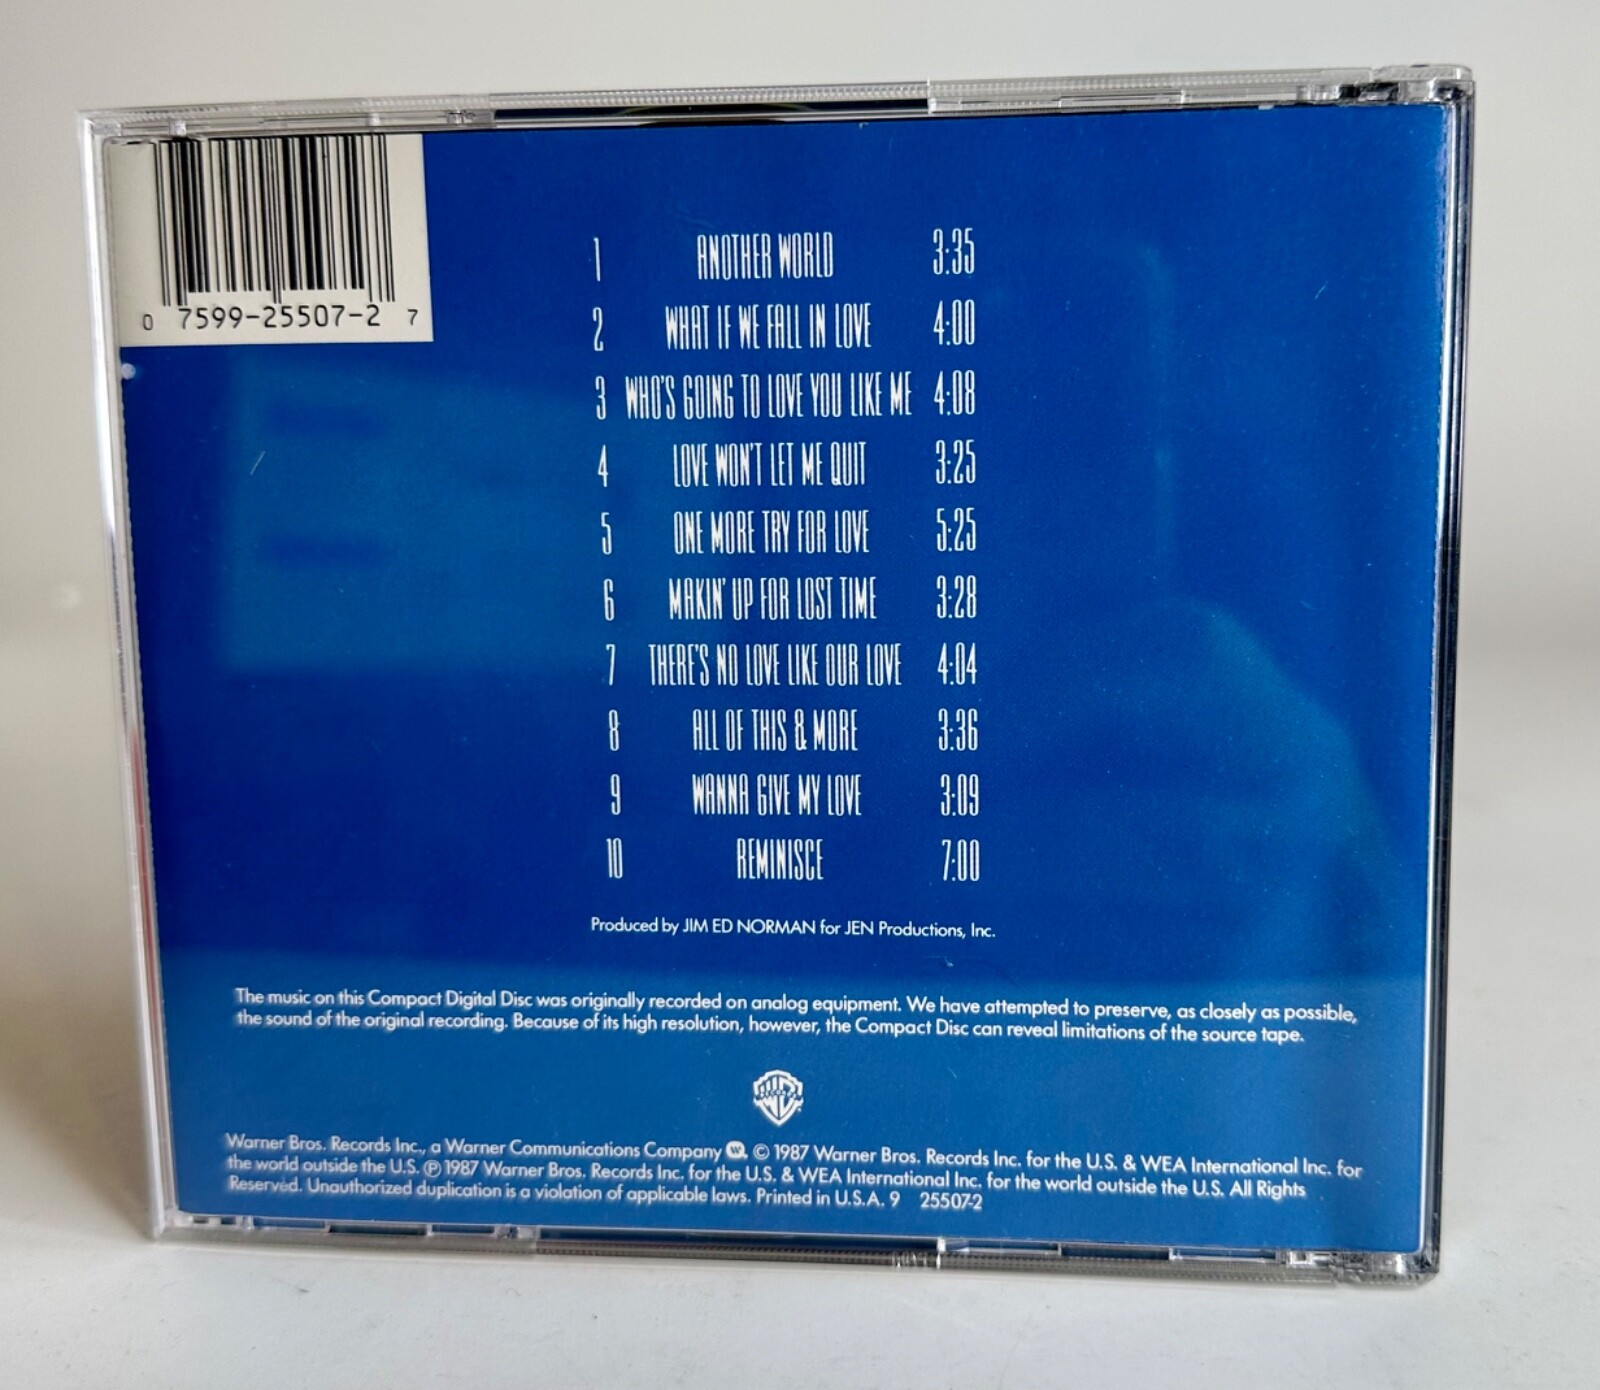 0 7599-25507-2 7
1 ANOTHER WORLD 3:35
2 WHAT IF WE FALL IN LOVE 4:00
3 WHO'S GOING TO LOVE YOU LIKE ME 4:08
4 LOVE WON'T LET ME QUIT 3:25
5 ONE MORE TRY FOR LOVE 5:25
6 MAKIN' UP FOR LOST TIME 3:28
7 THERE'S NO LOVE LIKE OUR LOVE 4:04
8 ALL OF THIS & MORE 3:36
9 WANNA GIVE MY LOVE 3:09
10 REMINISCE 7:00
Produced by JIM ED NORMAN for JEN Productions, Inc.
The music on this Compact Digital Disc was originally recorded on analog equipment. We have attempted to preserve, as closely as possible,
the sound of the original recording. Because of its high resolution, however, the Compact Disc can reveal limitations of the source tape.
RECORDS
Warner Bros. Records Inc., a Warner Communications Company © 1987 Warner Bros. Records Inc. for the U.S. & WEA International Inc. for
the world outside the U.S. ℗ 1987 Warner Bros. Records Inc. for the U.S. & WEA International Inc. for the world outside the U.S. All Rights
Reserved. Unauthorized duplication is a violation of applicable laws. Printed in U.S.A. 9 25507-2